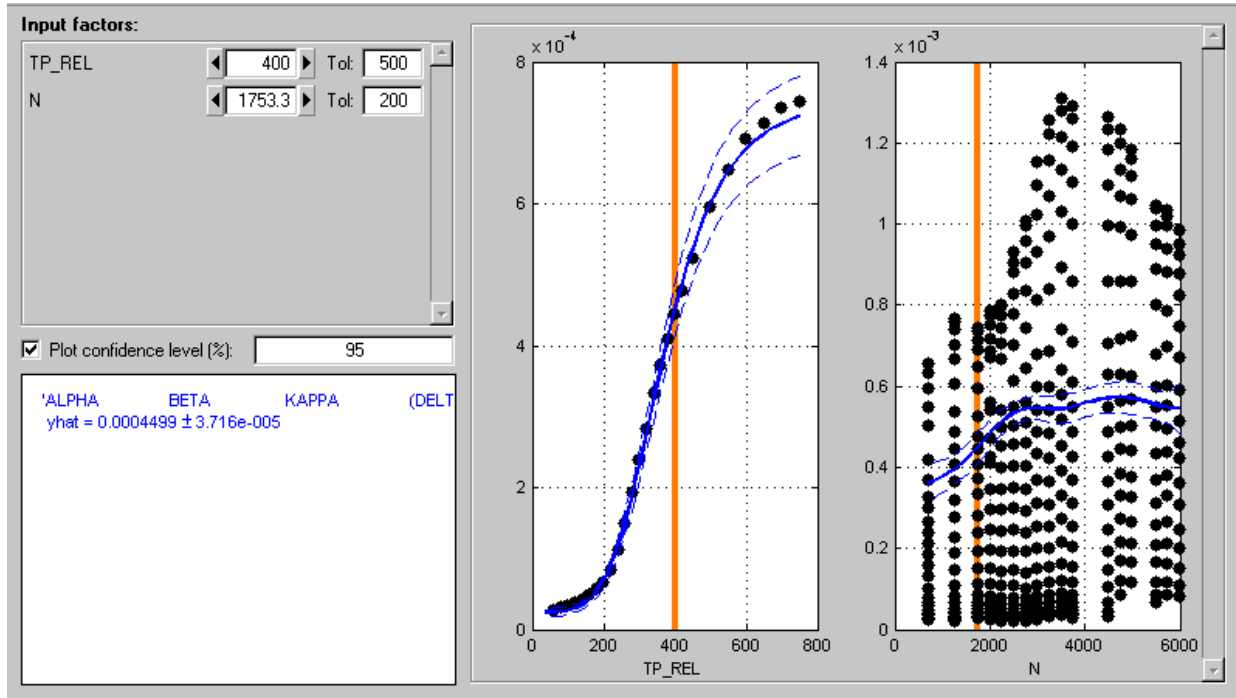 Input factors:
TP_REL 400 Tol: 500
N 1753.3 Tol: 200
Plot confidence level (%): 95
'ALPHA BETA KAPPA (DELT
yhat = 0.0004499 ± 3.716e-005
x 10-4
8
6
4
2
0
0 200 400 600 800
TP_REL
x 10-3
1.4
1.2
1
0.8
0.6
0.4
0.2
0
0 2000 4000 6000
N